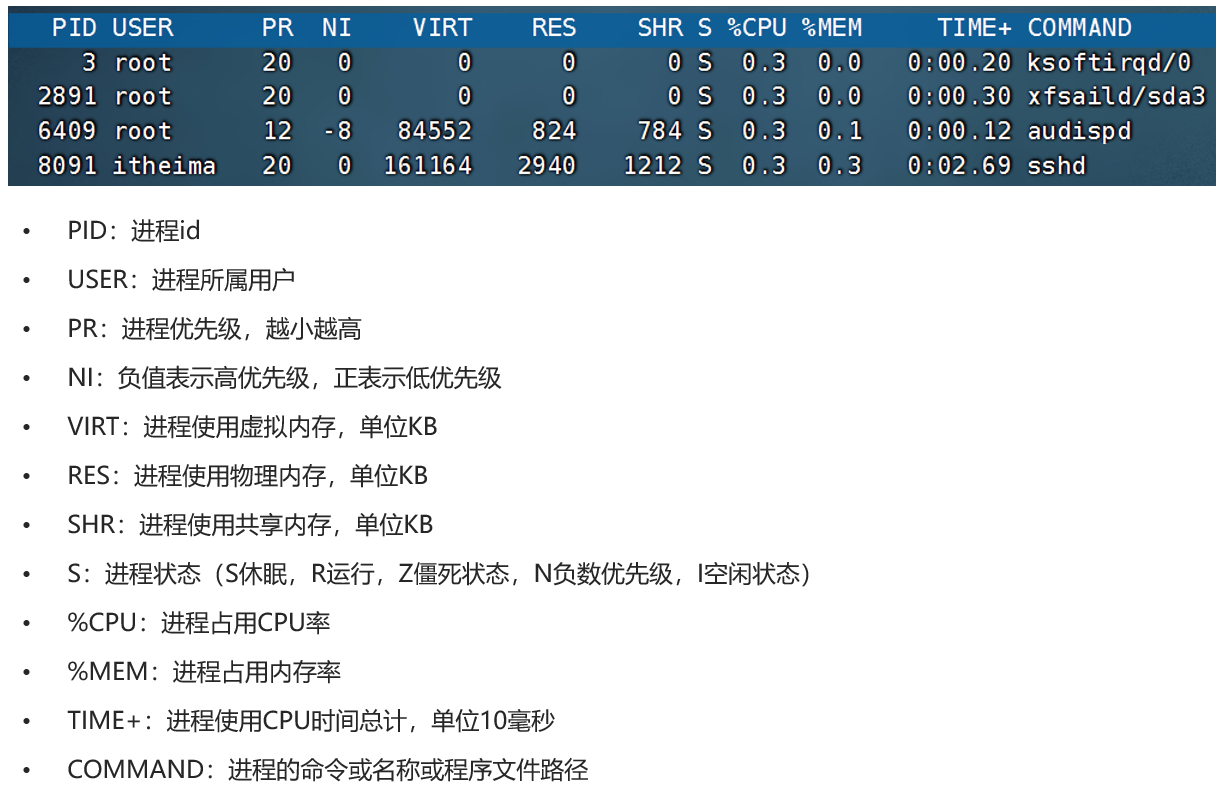 PID USER PR NI VIRT RES SHR S %CPU %MEM TIME+ COMMAND
3 root 20 0 0 0 0 S 0.3 0.0 0:00.20 ksoftirqd/0
2891 root 20 0 0 0 0 S 0.3 0.0 0:00.30 xfsaild/sda3
6409 root 12 -8 84552 824 784 S 0.3 0.1 0:00.12 audispd
8091 itheima 20 0 161164 2940 1212 S 0.3 0.3 0:02.69 sshd
• PID：进程id
• USER：进程所属用户
• PR：进程优先级，越小越高
• NI：负值表示高优先级，正表示低优先级
• VIRT：进程使用虚拟内存，单位KB
• RES：进程使用物理内存，单位KB
• SHR：进程使用共享内存，单位KB
• S：进程状态（S休眠，R运行，Z僵死状态，N负数优先级，I空闲状态）
• %CPU：进程占用CPU率
• %MEM：进程占用内存率
• TIME+：进程使用CPU时间总计，单位10毫秒
• COMMAND：进程的命令或名称或程序文件路径